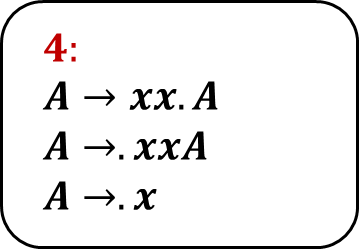 4:
A → xx. A
A →. xxA
A →. x